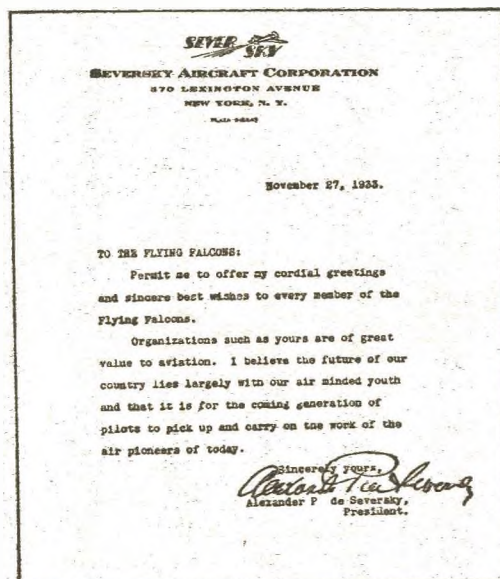 SEVER
SKY
SEVERSKY AIRCRAFT CORPORATION
570 LEXINGTON AVENUE
NEW YORK, N. Y.
November 27, 1933.
TO THE FLYING FALCONS:
Permit me to offer my cordial greetings
and sincere best wishes to every member of the
Flying Falcons.
Organizations such as yours are of great
value to aviation. I believe the future of our
country lies largely with our air minded youth
and that it is for the coming generation of
pilots to pick up and carry on the work of the
air pioneers of today.
Sincerely yours,
Alexander P de Seversky,
President.